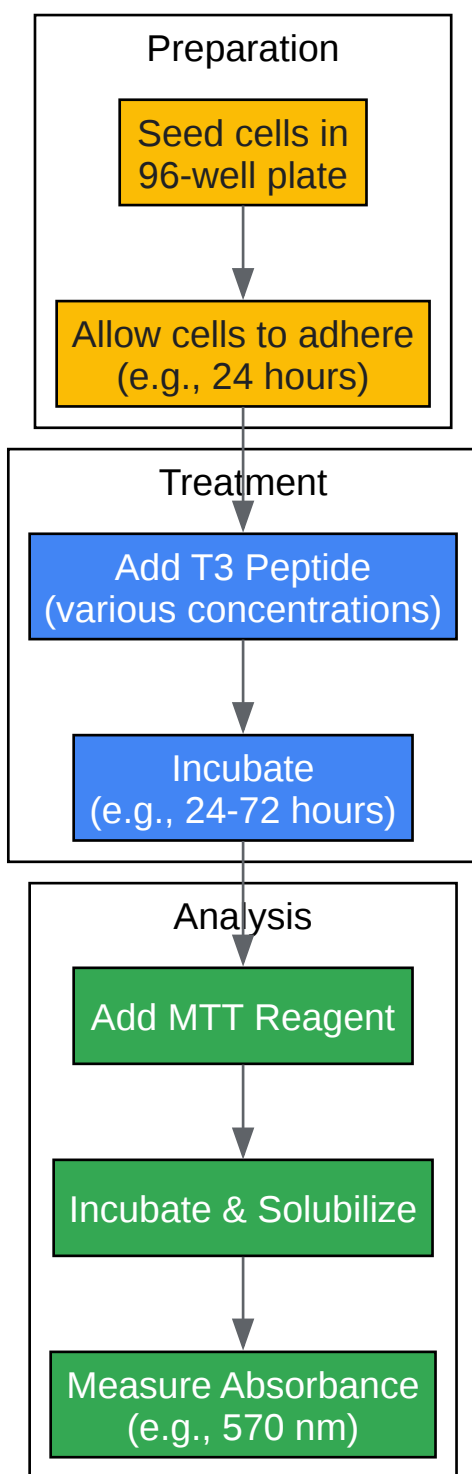 Preparation
Seed cells in
96-well plate
Allow cells to adhere
(e.g., 24 hours)
Treatment
Add T3 Peptide
(various concentrations)
Incubate
(e.g., 24-72 hours)
Analysis
Add MTT Reagent
Incubate & Solubilize
Measure Absorbance
(e.g., 570 nm)